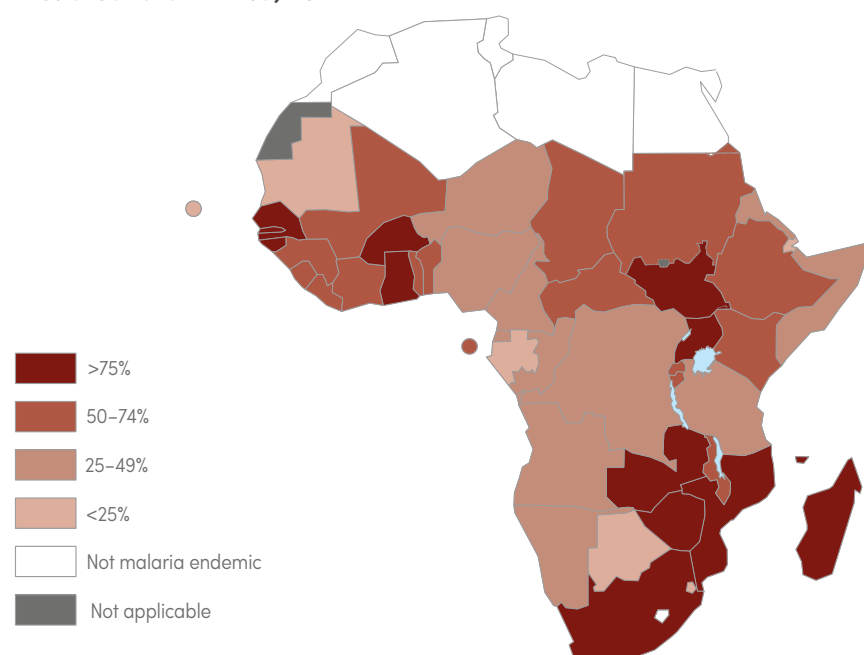 >75%
50–74%
25–49%
<25%
Not malaria endemic
Not applicable